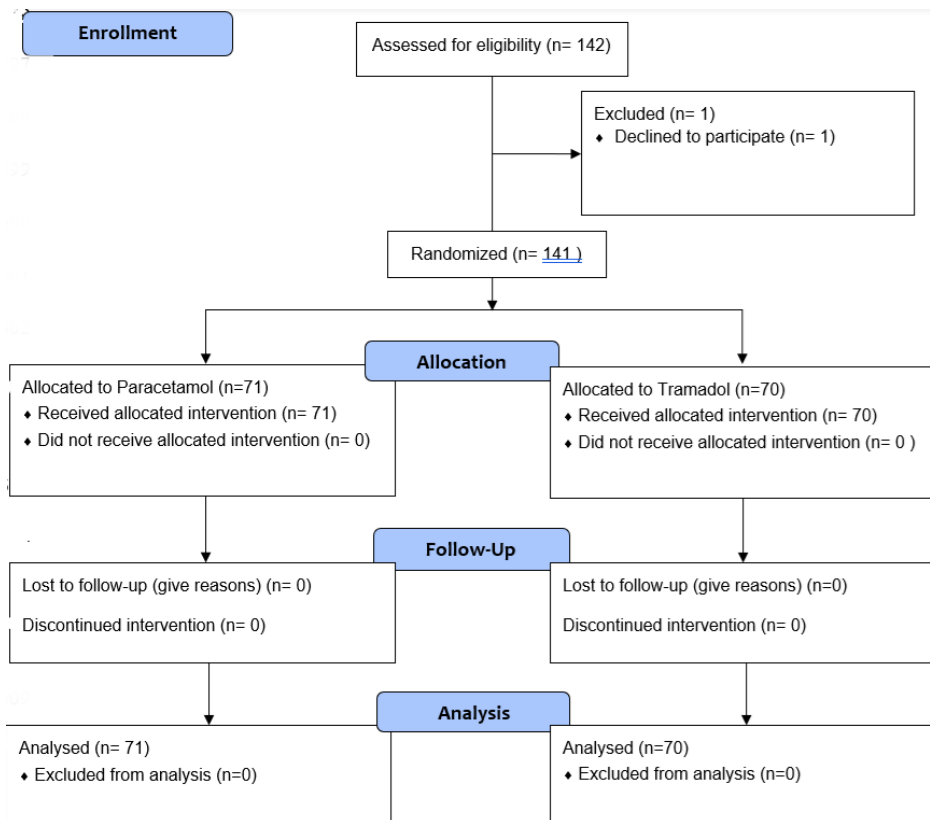 Enrollment
Assessed for eligibility (n= 142)
Excluded (n= 1)
♦ Declined to participate (n= 1)
Randomized (n= 141 )
Allocation
Allocated to Paracetamol (n=71)
♦ Received allocated intervention (n= 71)
♦ Did not receive allocated intervention (n= 0)
Allocated to Tramadol (n=70)
♦ Received allocated intervention (n= 70)
♦ Did not receive allocated intervention (n= 0 )
Follow-Up
Lost to follow-up (give reasons) (n= 0)
Discontinued intervention (n= 0)
Lost to follow-up (give reasons) (n=0)
Discontinued intervention (n= 0)
Analysis
Analysed (n= 71)
♦ Excluded from analysis (n=0)
Analysed (n=70)
♦ Excluded from analysis (n=0)